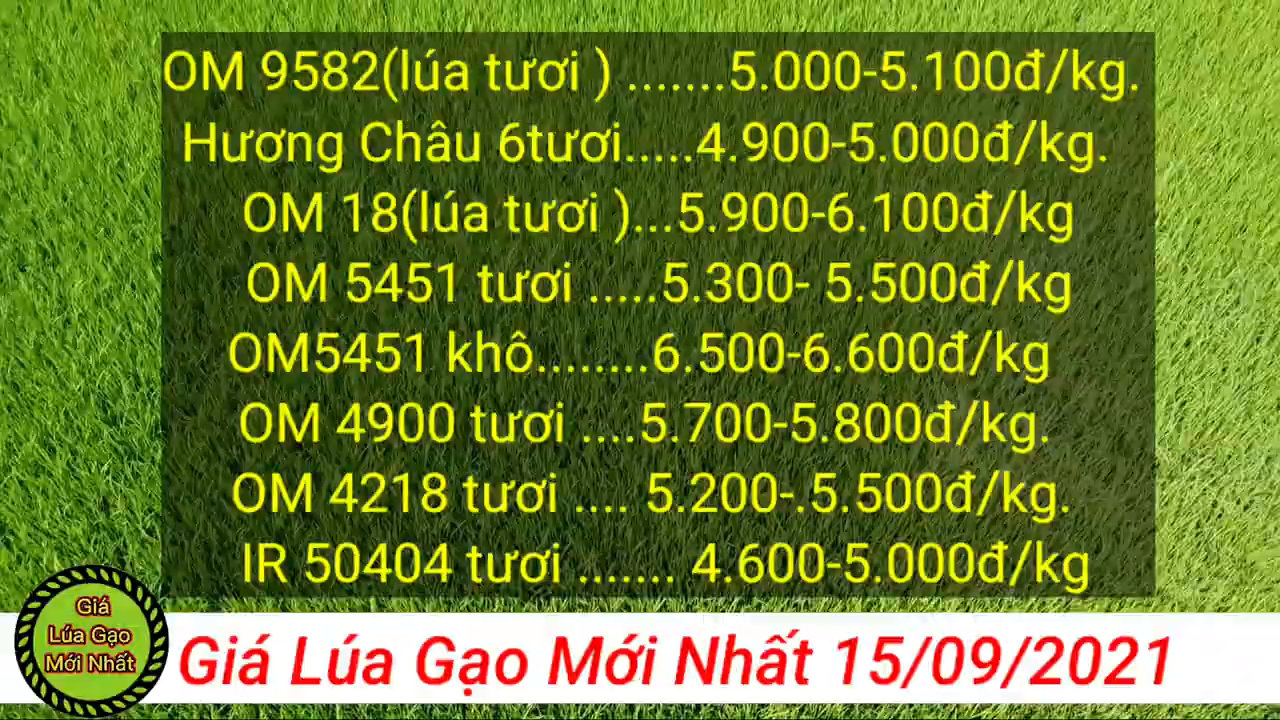 OM 9582(lúa tươi ) .......5.000-5.100đ/kg.
Hương Châu 6tươi.....4.900-5.000đ/kg.
OM 18(lúa tươi )...5.900-6.100đ/kg
OM 5451 tươi .....5.300- 5.500đ/kg
OM5451 khô........6.500-6.600đ/kg
OM 4900 tươi ....5.700-5.800đ/kg.
OM 4218 tươi .... 5.200-.5.500đ/kg.
IR 50404 tươi ....... 4.600-5.000đ/kg
Giá
Lúa Gạo
Mới Nhất
Giá Lúa Gạo Mới Nhất 15/09/2021